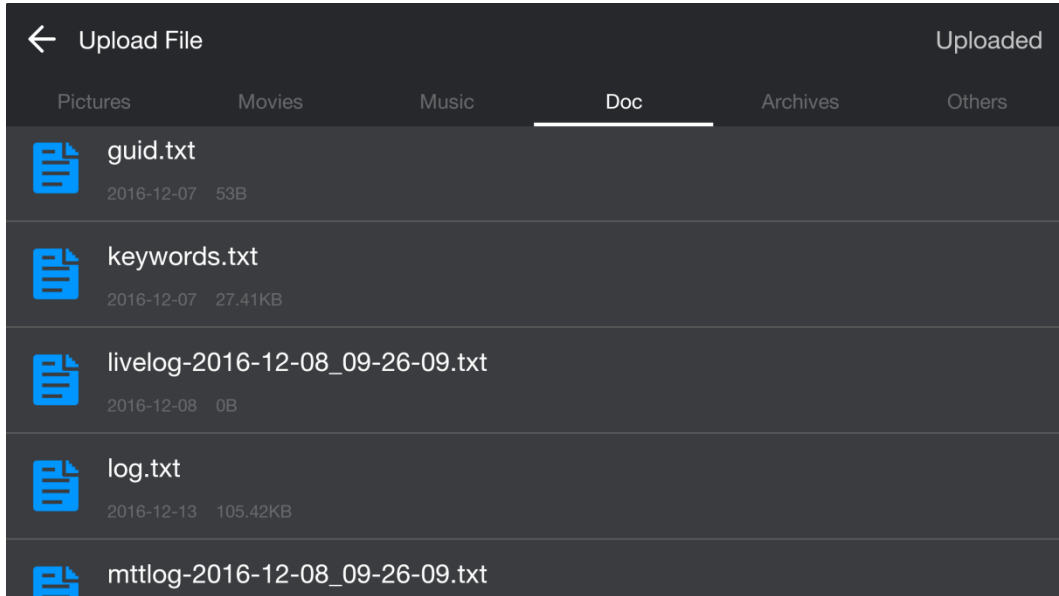 Upload File
Uploaded
Pictures Movies Music Doc Archives Others
guid.txt
2016-12-07 53B
keywords.txt
2016-12-07 27.41KB
livelog-2016-12-08_09-26-09.txt
2016-12-08 0B
log.txt
2016-12-13 105.42KB
mttlog-2016-12-08_09-26-09.txt